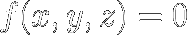 f(x, y, z) = 0